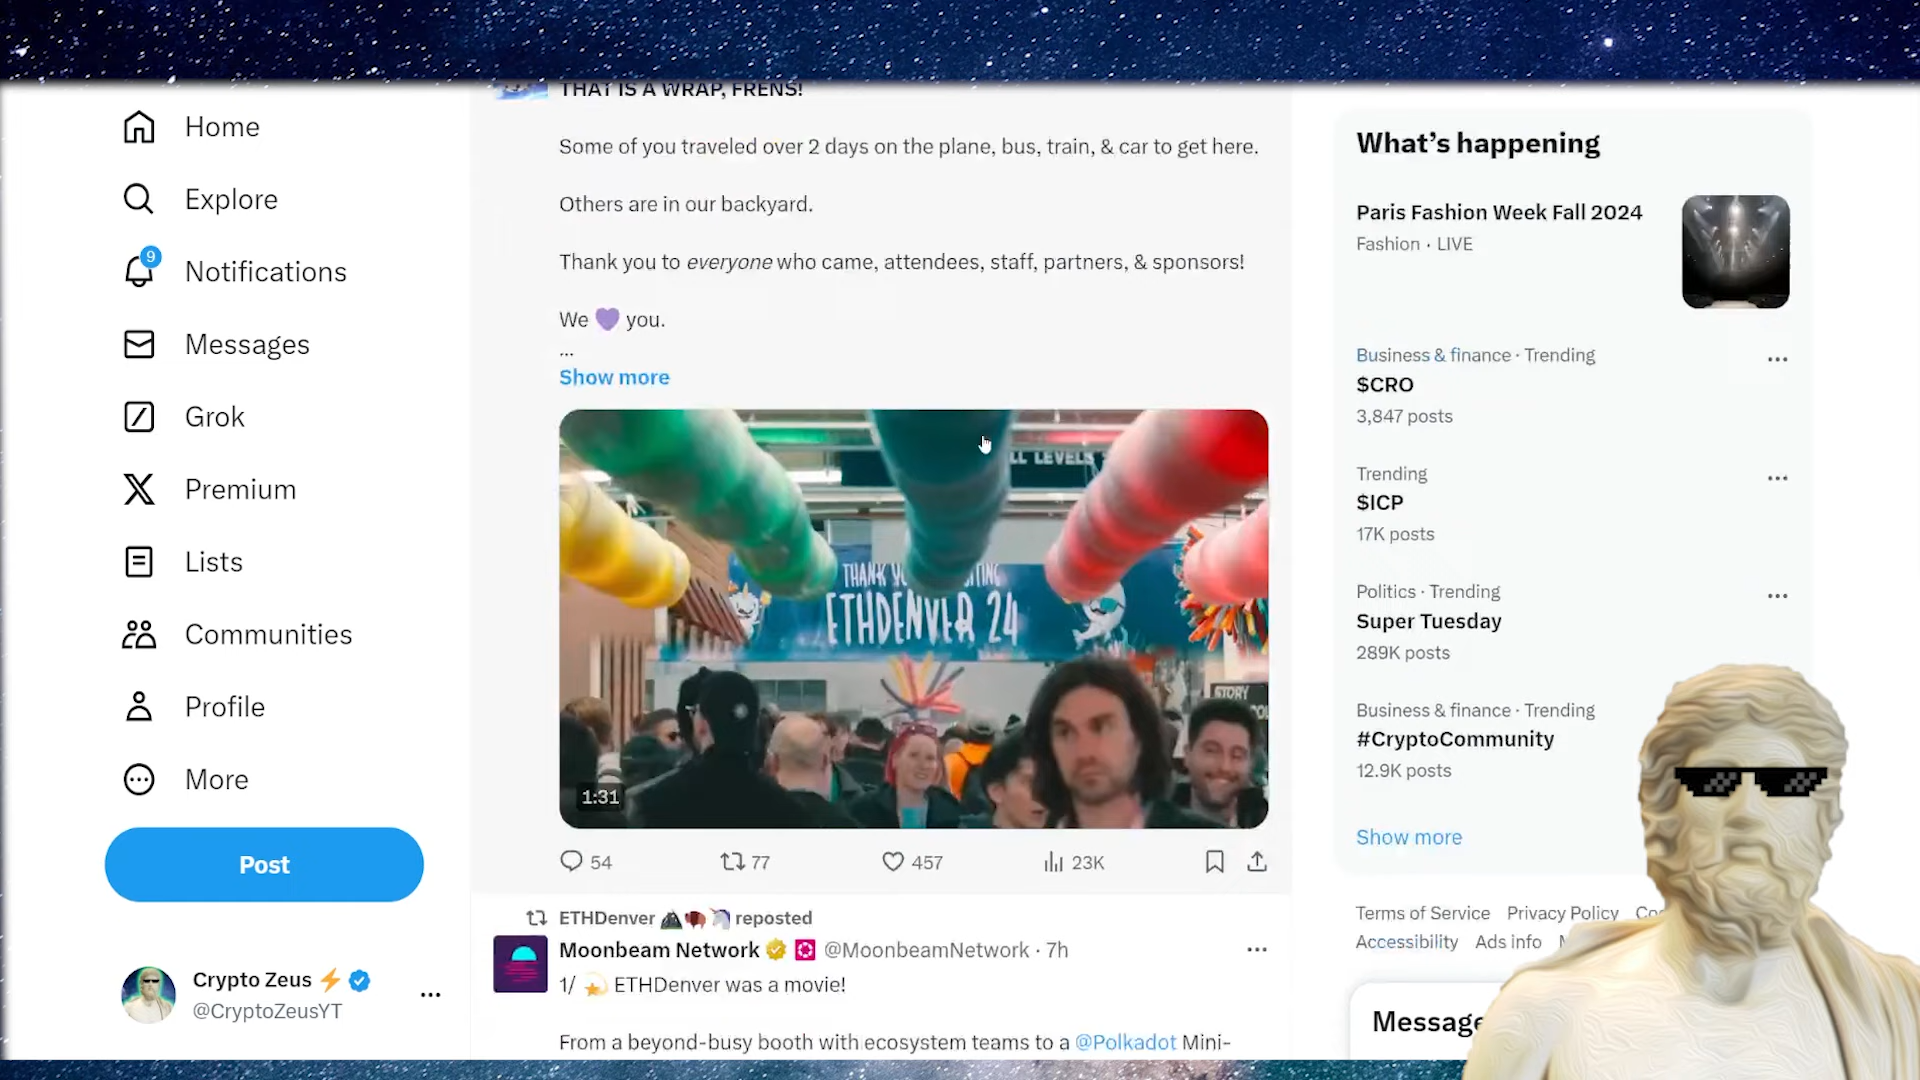 Home
Explore
9
Notifications
Messages
Grok
Premium
Lists
Communities
Profile
More
Post
Crypto Zeus
@CryptoZeusYT
THAT IS A WRAP, FRENS!
Some of you traveled over 2 days on the plane, bus, train, & car to get here.
Others are in our backyard.
Thank you to everyone who came, attendees, staff, partners, & sponsors!
We 💜 you.
...
Show more
LL LEVELS
THANK YOU
ETHDENVER 24
STORY
1:31
54
77
457
23K
ETHDenver reposted
Moonbeam Network @MoonbeamNetwork · 7h
1/ 💫 ETHDenver was a movie!
From a beyond-busy booth with ecosystem teams to a @Polkadot Mini-
What's happening
Paris Fashion Week Fall 2024
Fashion · LIVE
Business & finance · Trending
$CRO
3,847 posts
Trending
$ICP
17K posts
Politics · Trending
Super Tuesday
289K posts
Business & finance · Trending
#CryptoCommunity
12.9K posts
Show more
Terms of Service Privacy Policy
Accessibility Ads info
Message